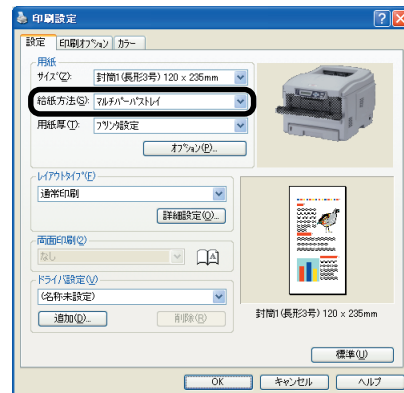 印刷設定
設定 印刷オプション カラー
用紙
サイズ(Z): 封筒1(長形3号) 120 x 235mm
給紙方法(S): マルチパーパストレイ
用紙厚(T): プリンタ設定
オプション(P)...
レイアウトタイプ(F)
通常印刷
詳細設定(O)...
両面印刷(2)
なし
ドライバ設定(V)
(名称未設定)
追加(D)... 削除(R)
封筒1(長形3号) 120 x 235mm
標準(U)
OK キャンセル ヘルプ